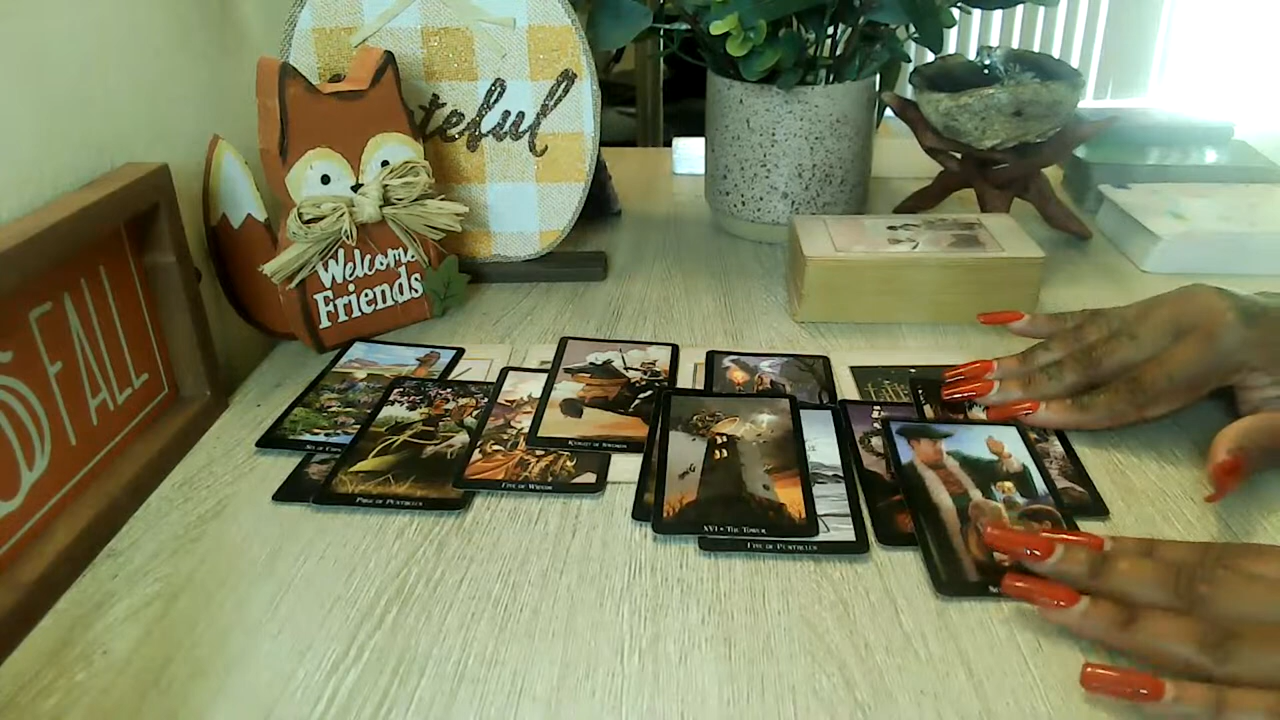 teful
Welcome
Friends
FALL
KNIGHT OF SWORDS
FIVE OF WANDS
PAGE OF PENTACLES
XVI • THE TOWER
FIVE OF PENTACLES